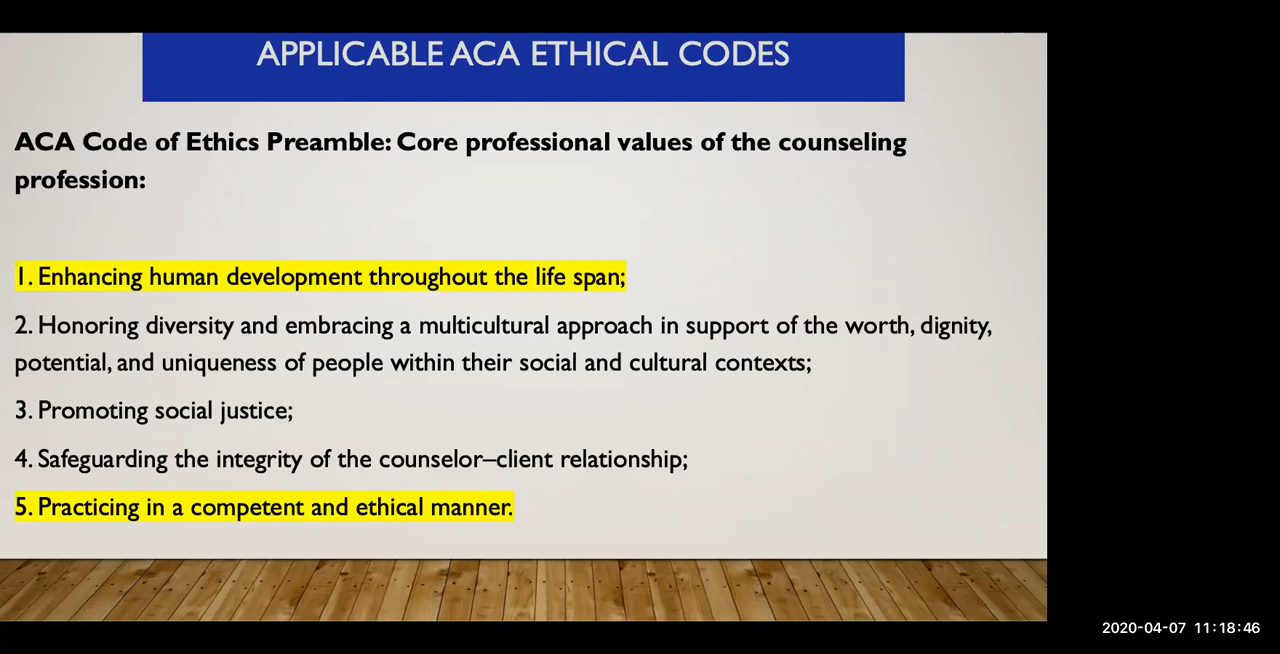 APPLICABLE ACA ETHICAL CODES
ACA Code of Ethics Preamble: Core professional values of the counseling
profession:
1. Enhancing human development throughout the life span;
2. Honoring diversity and embracing a multicultural approach in support of the worth, dignity,
potential, and uniqueness of people within their social and cultural contexts;
3. Promoting social justice;
4. Safeguarding the integrity of the counselor–client relationship;
5. Practicing in a competent and ethical manner.
2020-04-07 11:18:46